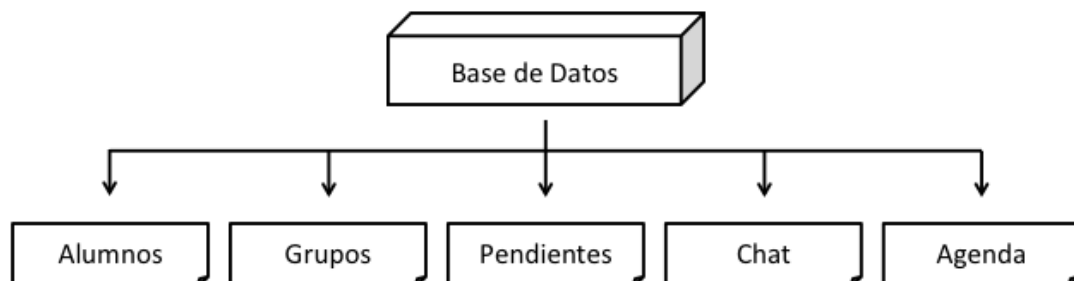 Base de Datos
Alumnos
Grupos
Pendientes
Chat
Agenda